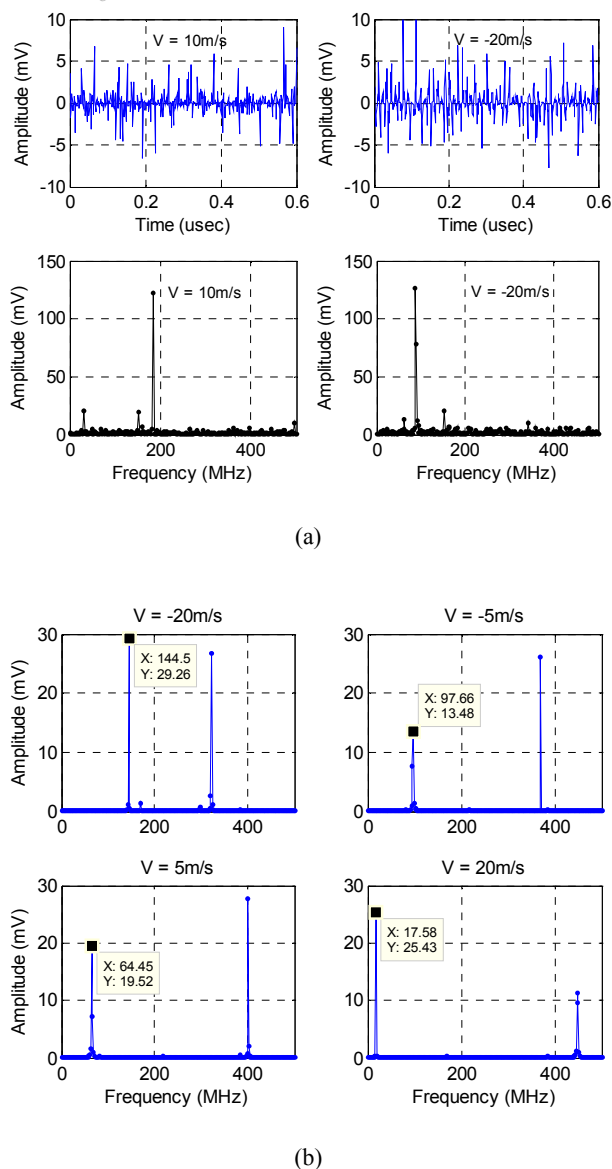 V = 10m/s
Amplitude (mV)
10
5
0
-5
-10
0
0.2
0.4
0.6
Time (usec)
V = -20m/s
Amplitude (mV)
10
5
0
-5
-10
0
0.2
0.4
0.6
Time (usec)
V = 10m/s
Amplitude (mV)
150
100
50
0
0
200
400
Frequency (MHz)
V = -20m/s
Amplitude (mV)
150
100
50
0
0
200
400
Frequency (MHz)
(a)
V = -20m/s
Amplitude (mV)
30
20
10
0
X: 144.5
Y: 29.26
0
200
400
V = -5m/s
30
20
10
0
X: 97.66
Y: 13.48
0
200
400
V = 5m/s
Amplitude (mV)
30
20
10
0
X: 64.45
Y: 19.52
0
200
400
Frequency (MHz)
V = 20m/s
30
20
10
0
X: 17.58
Y: 25.43
0
200
400
Frequency (MHz)
(b)